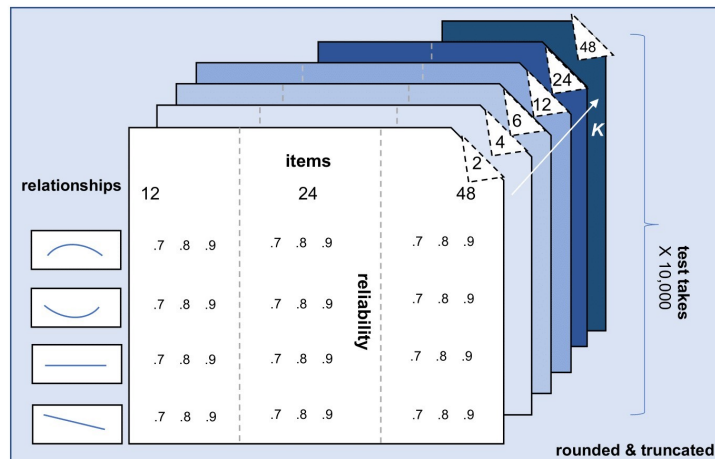 48
24
12
6
4
2
K
items
relationships
12 24 48
.7 .8 .9 .7 .8 .9 .7 .8 .9
.7 .8 .9 .7 .8 .9 .7 .8 .9
.7 .8 .9 .7 .8 .9 .7 .8 .9
.7 .8 .9 .7 .8 .9 .7 .8 .9
reliability
test takes
X 10,000
rounded & truncated